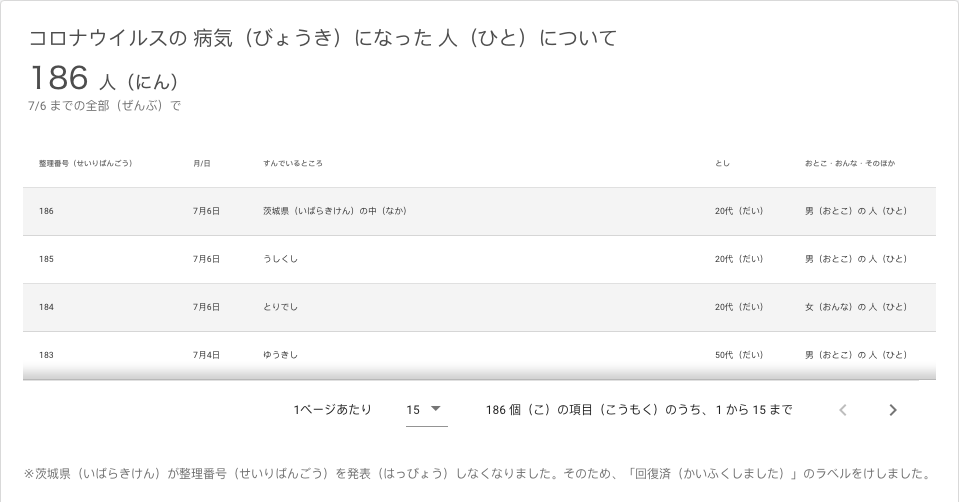 コロナウイルスの 病気（びょうき）になった 人（ひと）について
186 人（にん）
7/6 までの全部（ぜんぶ）で
整理番号（せいりばんごう） 月/日 すんでいるところ とし おとこ・おんな・そのほか
186 7月6日 茨城県（いばらきけん）の中（なか） 20代（だい） 男（おとこ）の 人（ひと）
185 7月6日 うしくし 20代（だい） 男（おとこ）の 人（ひと）
184 7月6日 とりでし 20代（だい） 女（おんな）の 人（ひと）
183 7月4日 ゆうきし 50代（だい） 男（おとこ）の 人（ひと）
1ページあたり 15 186 個（こ）の項目（こうもく）のうち、1 から 15 まで
※茨城県（いばらきけん）が整理番号（せいりばんごう）を発表（はっぴょう）しなくなりました。そのため、「回復済（かいふくしました）」のラベルをけしました。